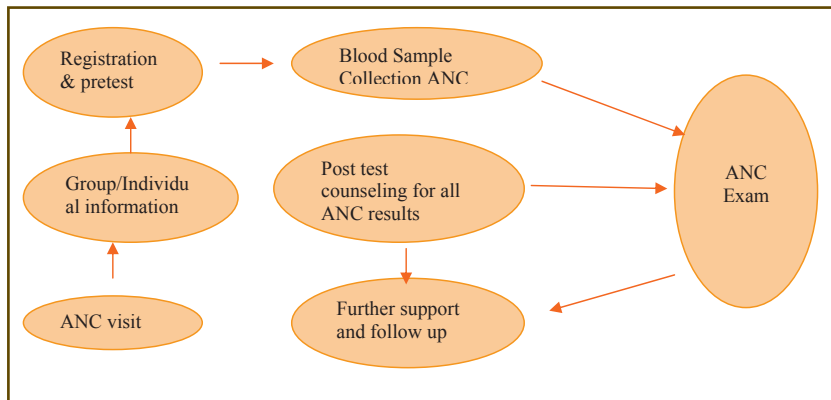 Registration
& pretest
Blood Sample
Collection ANC
Group/Individu
al information
Post test
counseling for all
ANC results
ANC
Exam
ANC visit
Further support
and follow up